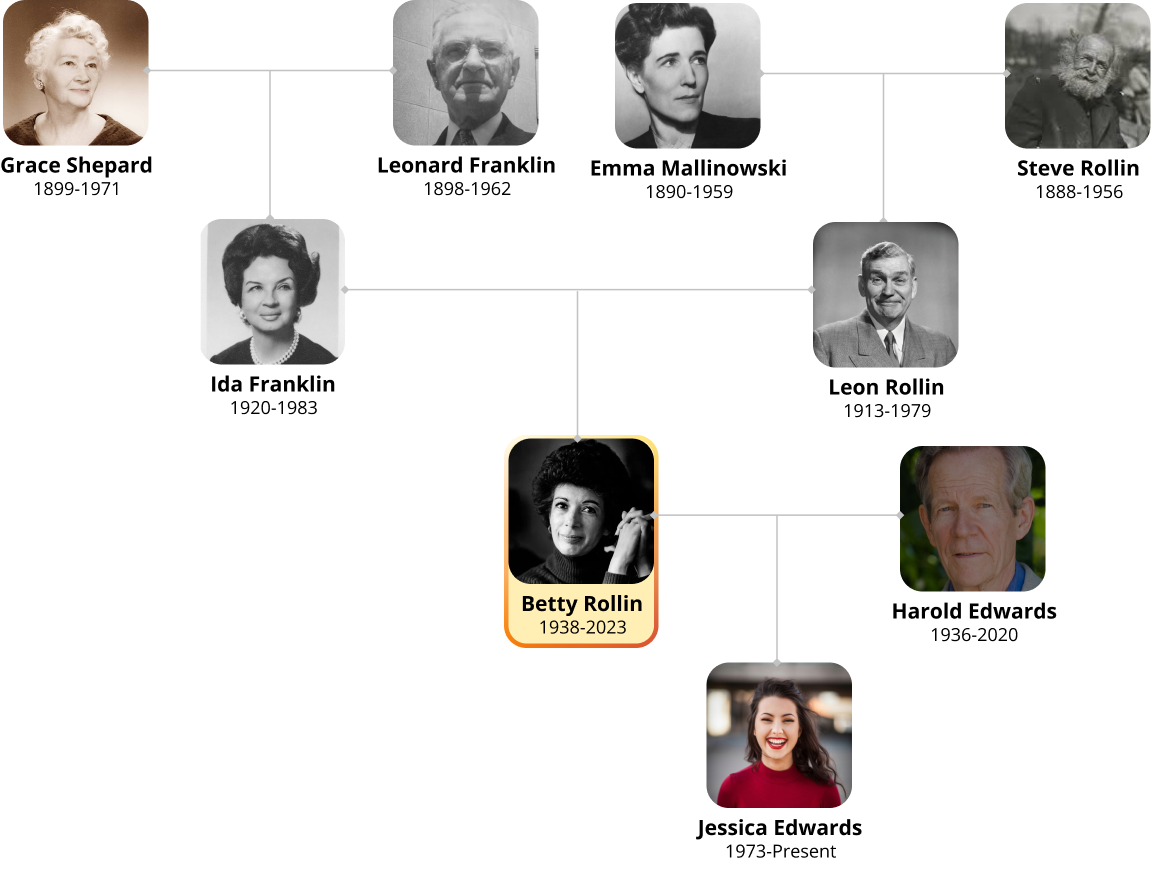 Grace Shepard
1899-1971
Leonard Franklin
1898-1962
Emma Mallinowski
1890-1959
Steve Rollin
1888-1956
Ida Franklin
1920-1983
Leon Rollin
1913-1979
Betty Rollin
1938-2023
Harold Edwards
1936-2020
Jessica Edwards
1973-Present